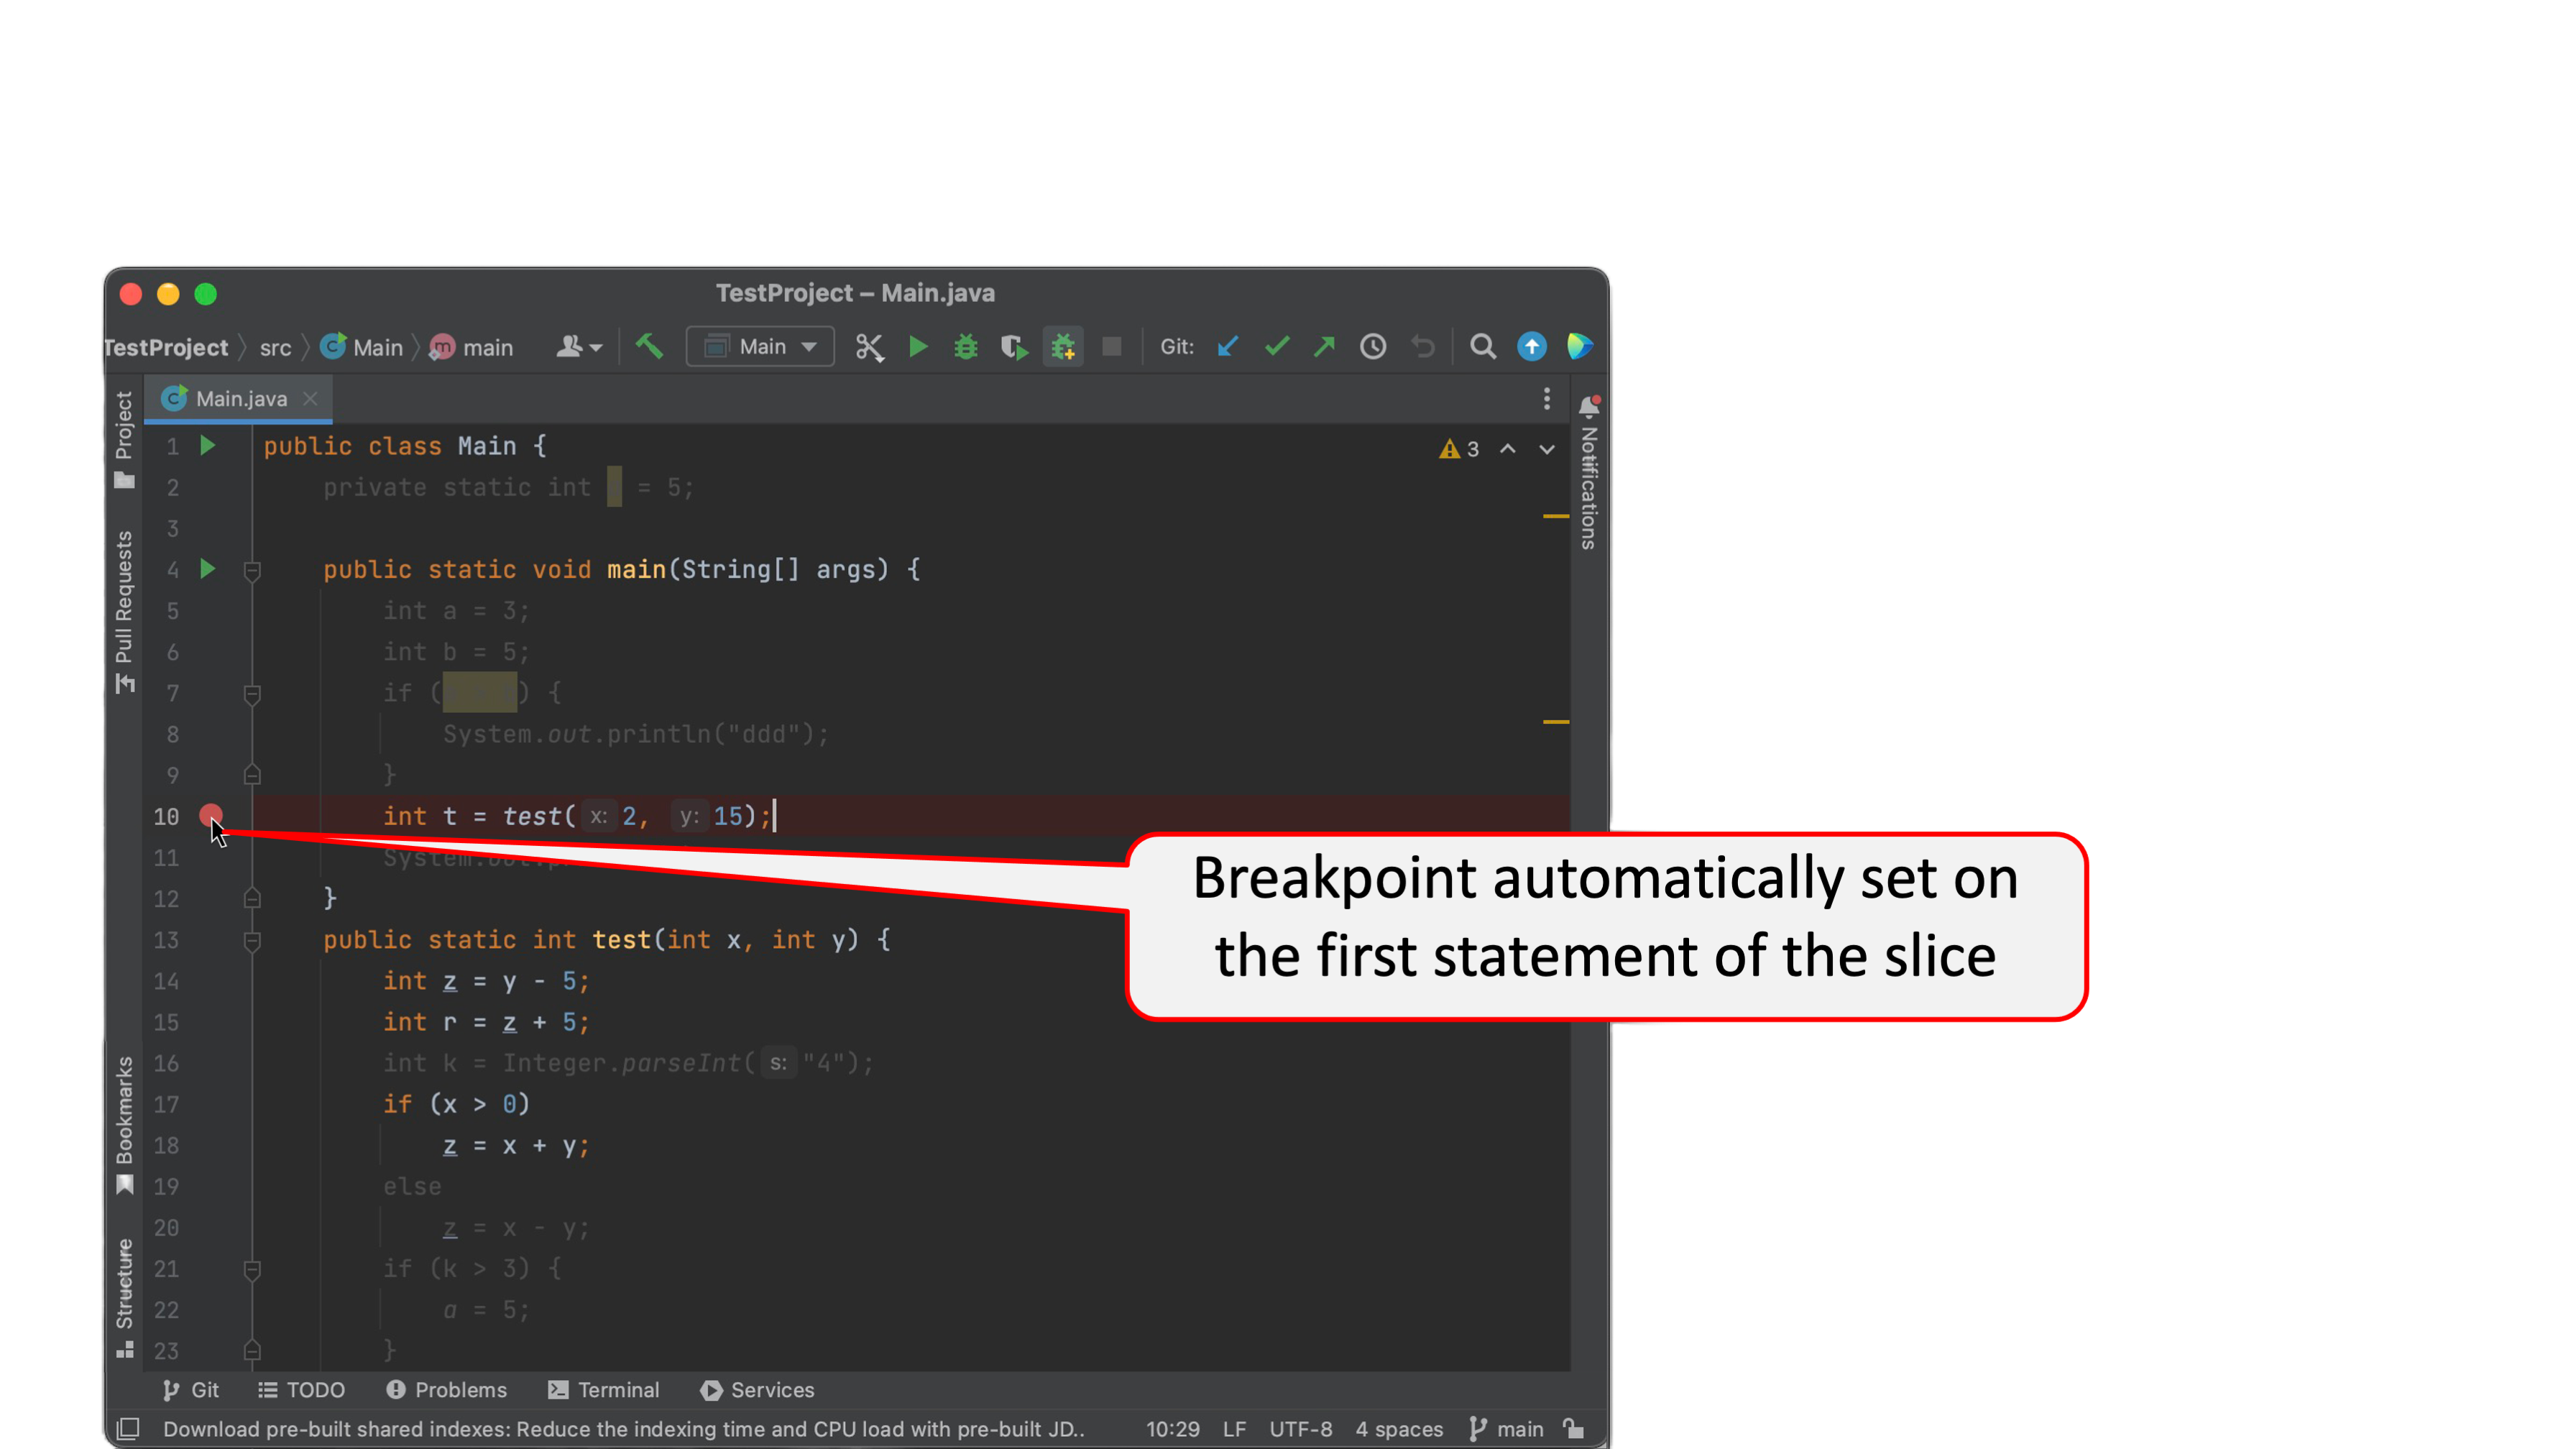 TestProject – Main.java
TestProject 〉 src 〉 Main 〉 main
Main
Git:
Project
Pull Requests
Bookmarks
Structure
Main.java
Notifications
3
1 public class Main {
2 private static int = 5;
3
4 public static void main(String[] args) {
5 int a = 3;
6 int b = 5;
7 if ( ) {
8 System.out.println("ddd");
9 }
10 int t = test( x: 2, y: 15);
11 System.out.p
12 }
13 public static int test(int x, int y) {
14 int z = y - 5;
15 int r = z + 5;
16 int k = Integer.parseInt( s: "4");
17 if (x > 0)
18 z = x + y;
19 else
20 z = x - y;
21 if (k > 3) {
22 a = 5;
23 }
Breakpoint automatically set on
the first statement of the slice
Git TODO Problems Terminal Services
Download pre-built shared indexes: Reduce the indexing time and CPU load with pre-built JD.. 10:29 LF UTF-8 4 spaces main